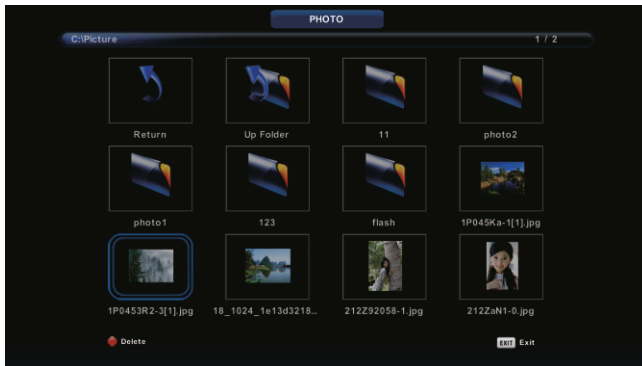 PHOTO
C:\Picture 1 / 2
Return Up Folder 11 photo2
photo1 123 flash 1P045Ka-1[1].jpg
1P0453R2-3[1].jpg 18_1024_1e13d3218... 212Z92058-1.jpg 212ZaN1-0.jpg
Delete EXIT Exit